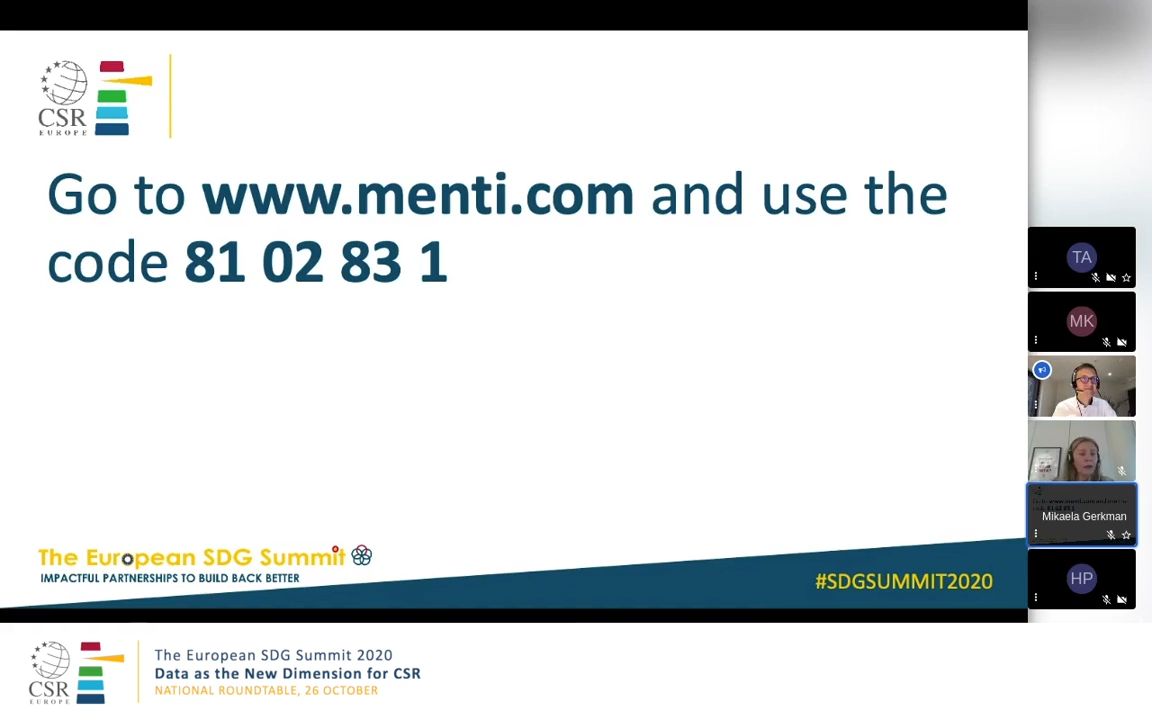 CSR
EUROPE
Go to www.menti.com and use the
code 81 02 83 1
The European SDG Summit
IMPACTFUL PARTNERSHIPS TO BUILD BACK BETTER
#SDGSUMMIT2020
TA
MK
Mikaela Gerkman
HP
CSR
EUROPE
The European SDG Summit 2020
Data as the New Dimension for CSR
NATIONAL ROUNDTABLE, 26 OCTOBER